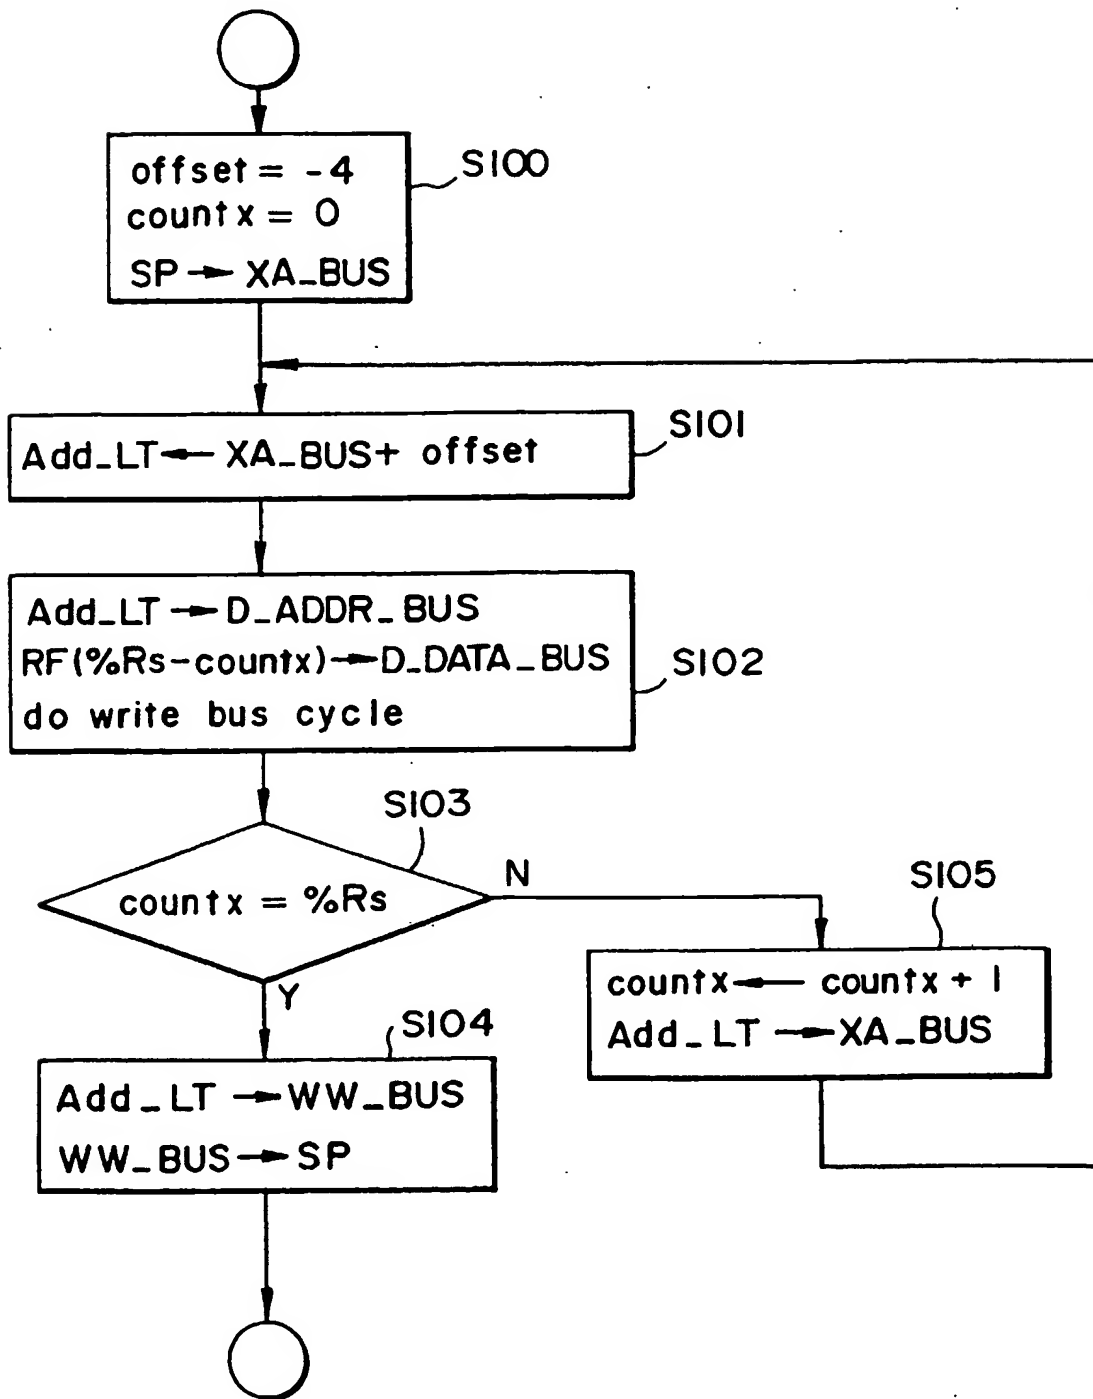 offset = -4
countx = 0
SP → XA_BUS
S100
Add_LT ← XA_BUS+ offset
S101
Add_LT → D_ADDR_BUS
RF(%Rs-countx) → D_DATA_BUS
do write bus cycle
S102
S103
countx = %Rs
N
Y
S105
countx ← countx + 1
Add_LT → XA_BUS
S104
Add_LT → WW_BUS
WW_BUS → SP